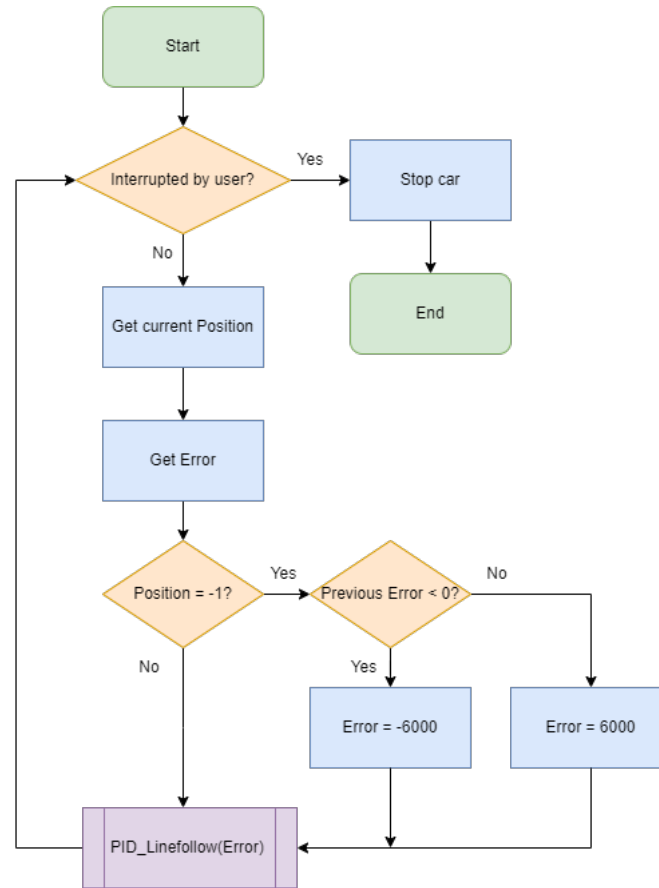 Start
Interrupted by user?
Yes
Stop car
No
End
Get current Position
Get Error
Position = -1?
Yes
Previous Error < 0?
No
No
Yes
Error = -6000
Error = 6000
PID_Linefollow(Error)